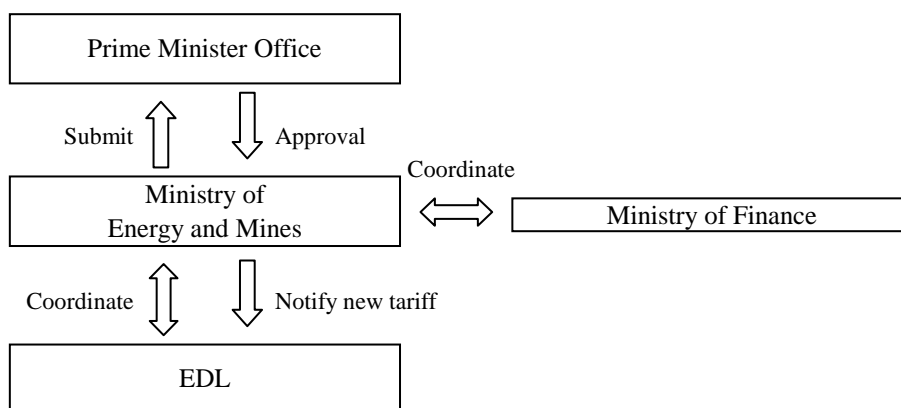 Prime Minister Office
Submit
Approval
Coordinate
Ministry of
Energy and Mines
Ministry of Finance
Coordinate
Notify new tariff
EDL